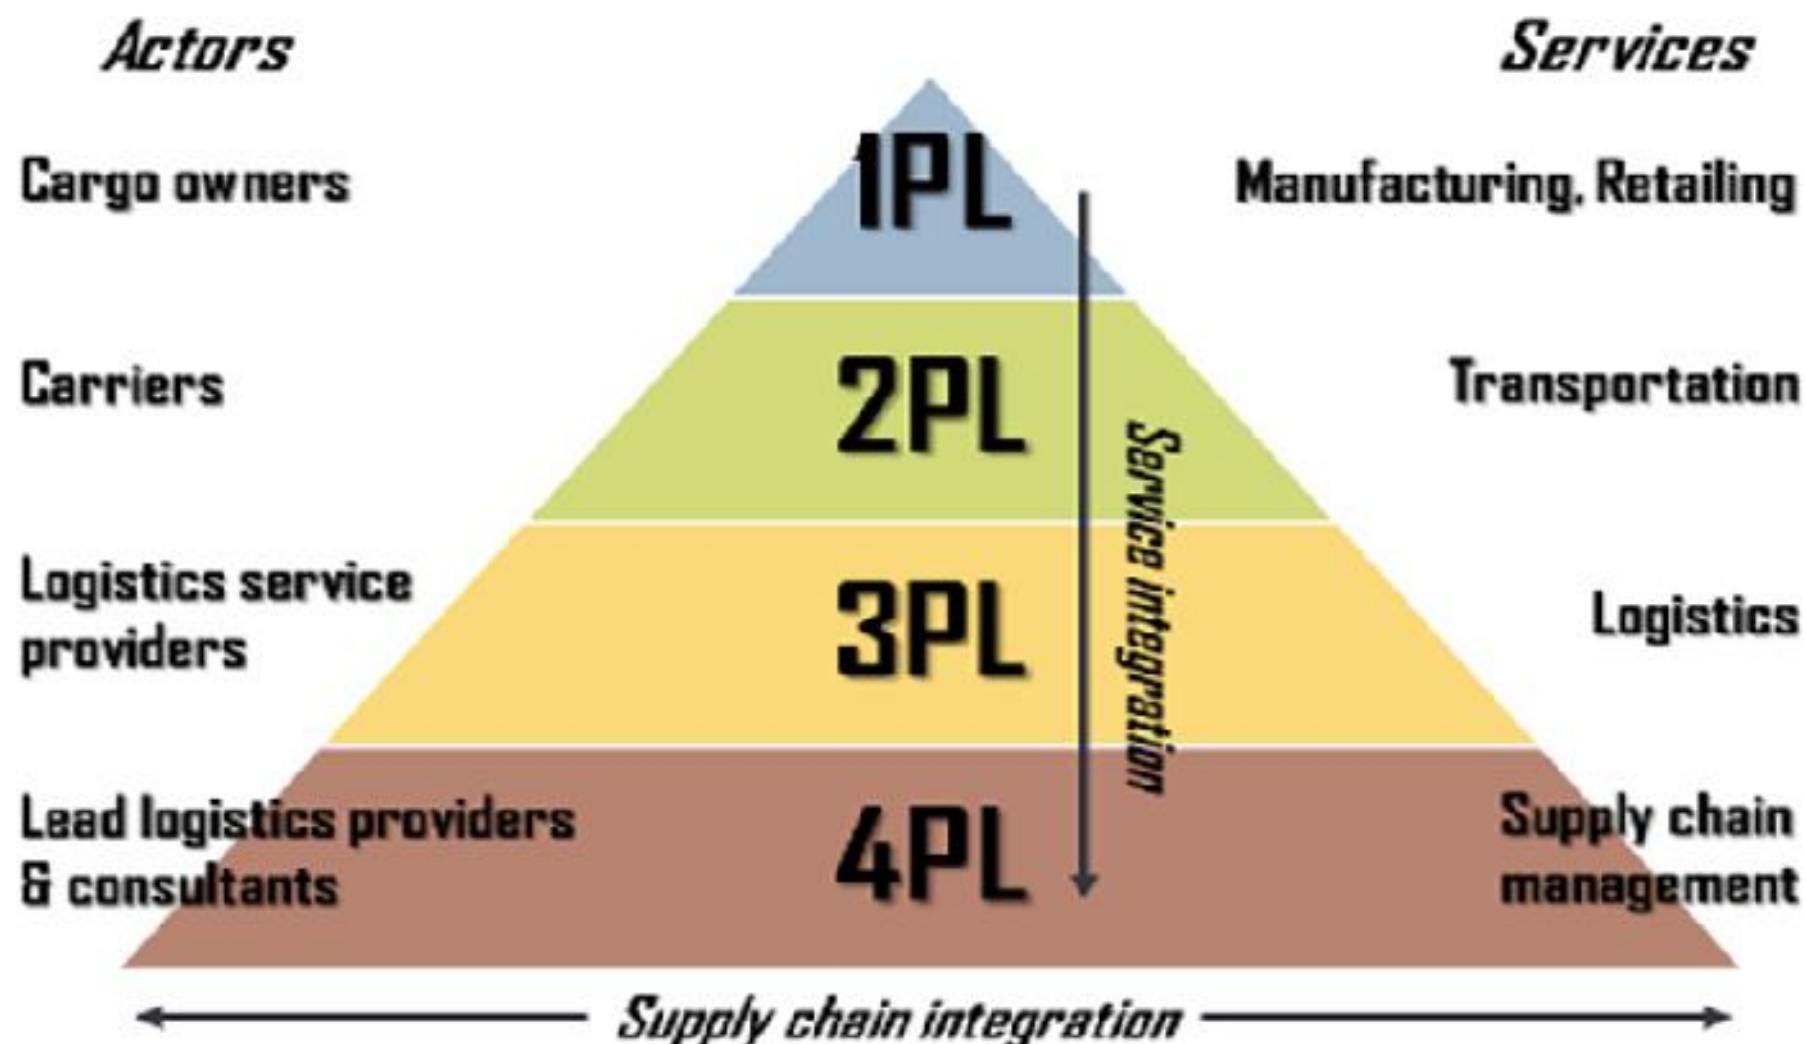 Actors
Services
Cargo owners
1PL
Manufacturing, Retailing
Carriers
2PL
Transportation
Service integration
Logistics service
providers
3PL
Logistics
Lead logistics providers
& consultants
4PL
Supply chain
management
Supply chain integration